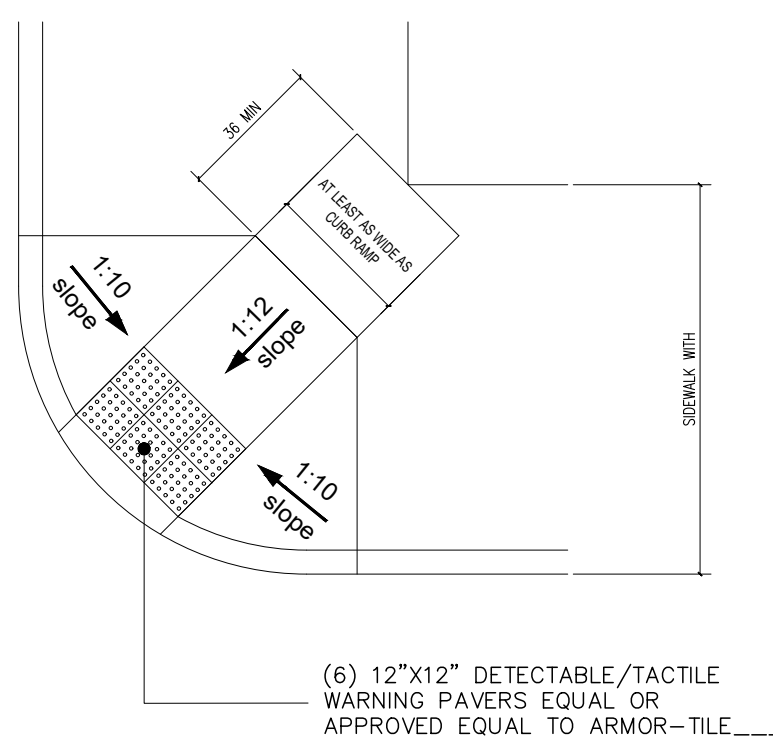 36 MIN
AT LEAST AS WIDE AS
CURB RAMP
1:10
slope
1:12
slope
SIDEWALK WITH
1:10
slope
(6) 12"X12" DETECTABLE/TACTILE
WARNING PAVERS EQUAL OR
APPROVED EQUAL TO ARMOR-TILE___